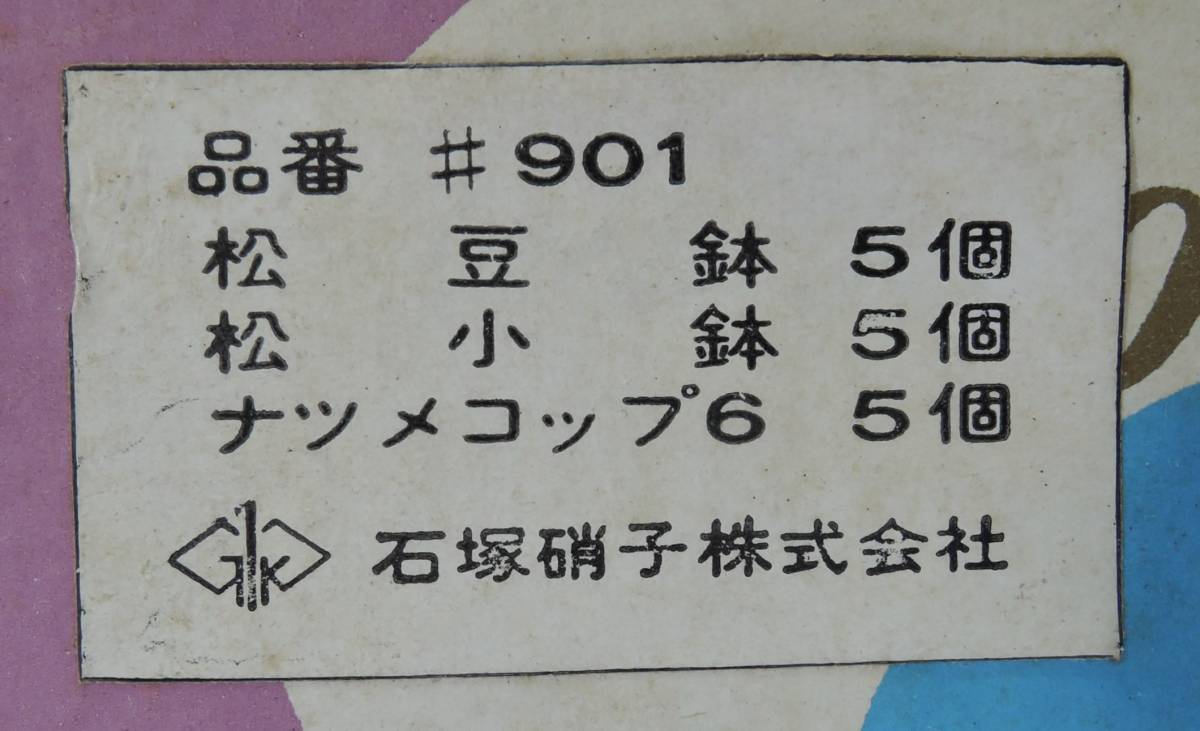 品番 #901
松豆鉢 5個
松小鉢 5個
ナツメコップ6 5個
石塚硝子株式会社